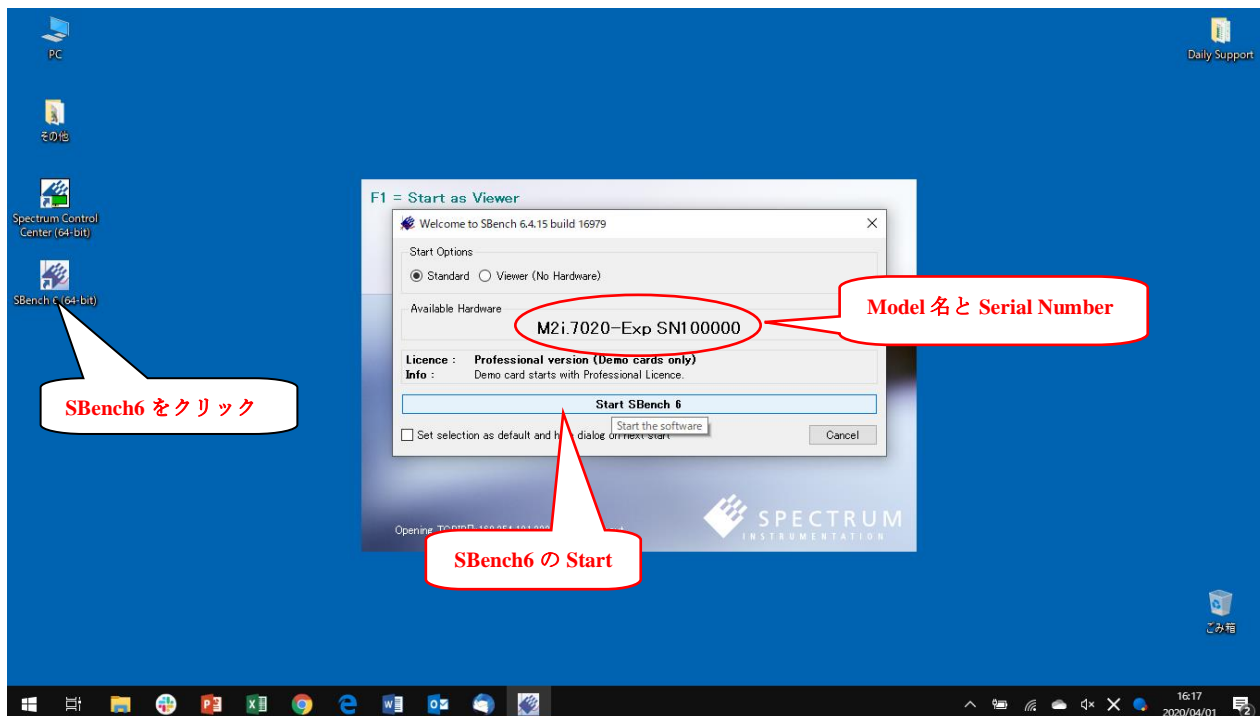 PC
Daily Support
その他
Spectrum Control
Center (64-bit)
SBench 6 (64-bit)
SBench6 をクリック
F1 = Start as Viewer
Welcome to SBench 6.4.15 build 16979
Start Options
Standard
Viewer (No Hardware)
Available Hardware
M2i.7020-Exp SN100000
Model 名と Serial Number
Licence : Professional version (Demo cards only)
Info : Demo card starts with Professional Licence.
Start SBench 6
Start the software
Set selection as default and dialog on next start
Cancel
Opening
SPECTRUM
INSTRUMENTATION
SBench6 の Start
ごみ箱
16:17
2020/04/01
2